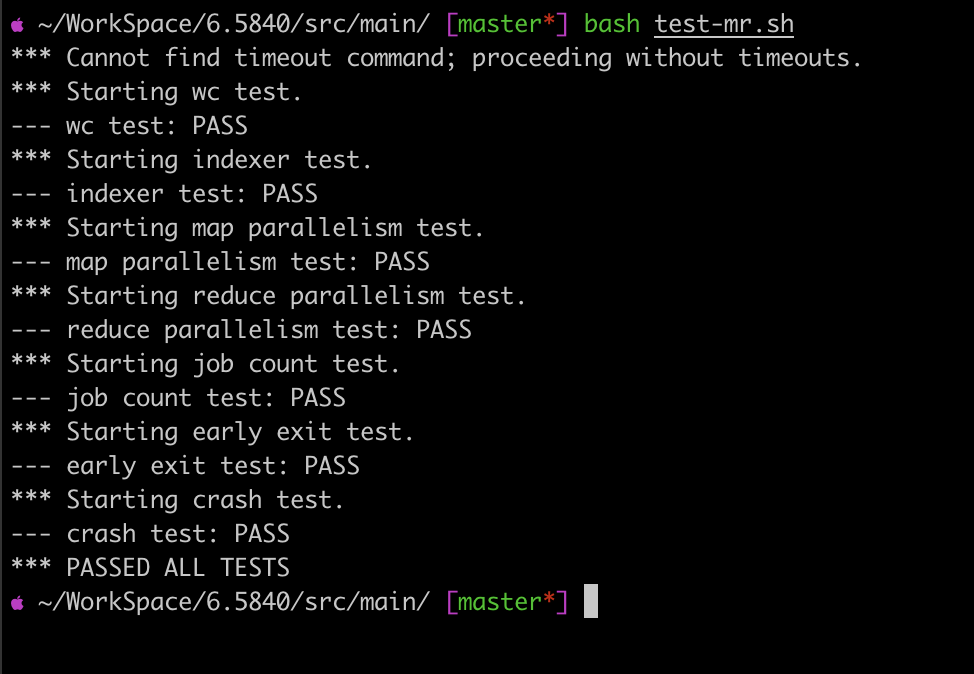 ~/WorkSpace/6.5840/src/main/ [master*] bash test-mr.sh
*** Cannot find timeout command; proceeding without timeouts.
*** Starting wc test.
--- wc test: PASS
*** Starting indexer test.
--- indexer test: PASS
*** Starting map parallelism test.
--- map parallelism test: PASS
*** Starting reduce parallelism test.
--- reduce parallelism test: PASS
*** Starting job count test.
--- job count test: PASS
*** Starting early exit test.
--- early exit test: PASS
*** Starting crash test.
--- crash test: PASS
*** PASSED ALL TESTS
~/WorkSpace/6.5840/src/main/ [master*]